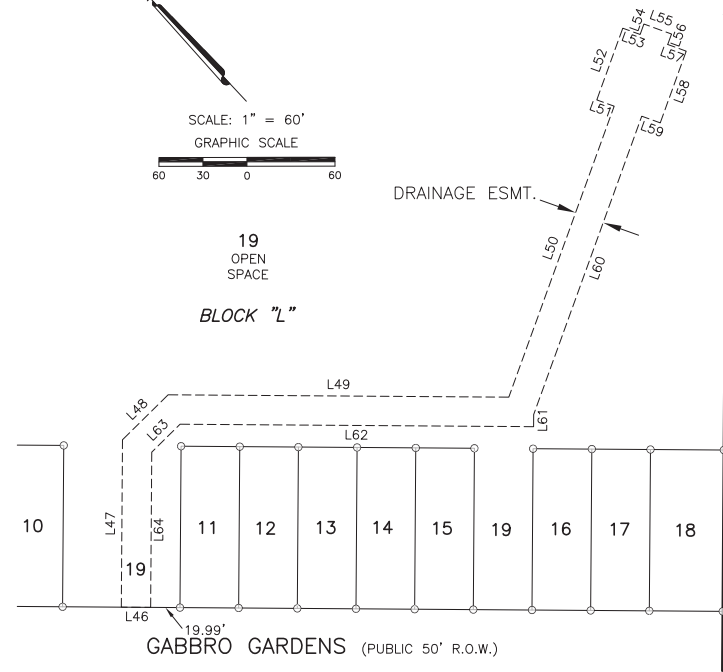 L54
L55
L56
L53
L57
L52
L58
L51
L59
SCALE: 1" = 60'
GRAPHIC SCALE
60 30 0 60
DRAINAGE ESMT.
19
OPEN
SPACE
L50
L60
BLOCK "L"
L49
L48
L61
L63
L62
L47
L64
10
11
12
13
14
15
19
16
17
18
19
L46
19.99'
GABBRO GARDENS (PUBLIC 50' R.O.W.)